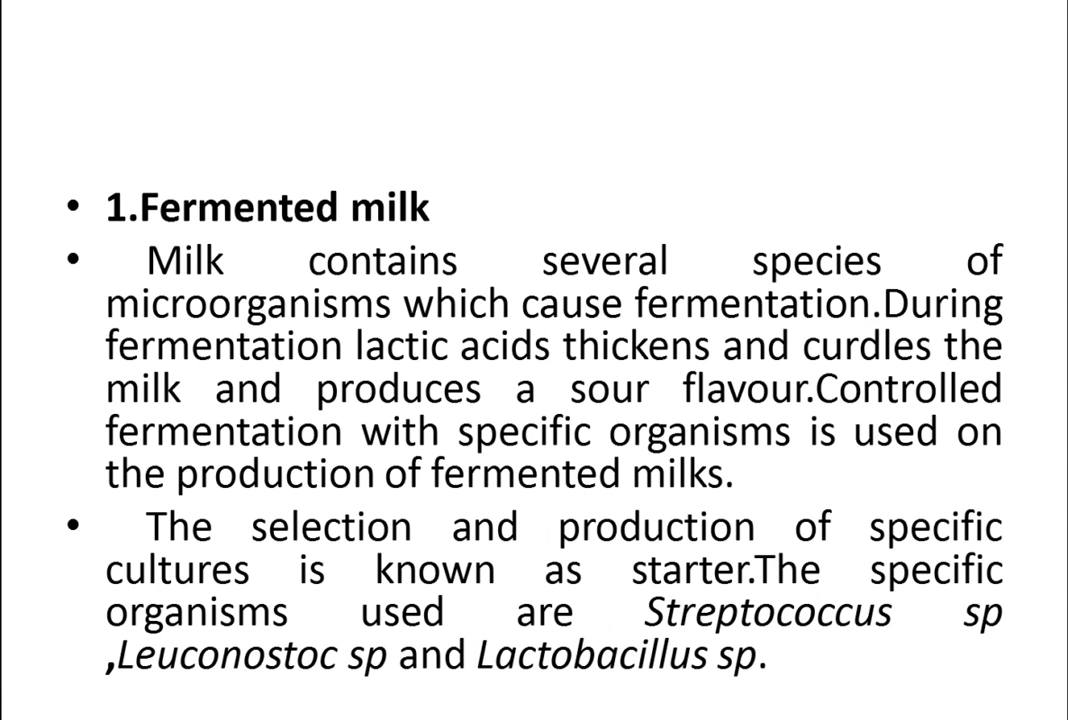 • 1.Fermented milk
• Milk contains several species of
microorganisms which cause fermentation.During
fermentation lactic acids thickens and curdles the
milk and produces a sour flavour.Controlled
fermentation with specific organisms is used on
the production of fermented milks.
• The selection and production of specific
cultures is known as starter.The specific
organisms used are Streptococcus sp
,Leuconostoc sp and Lactobacillus sp.